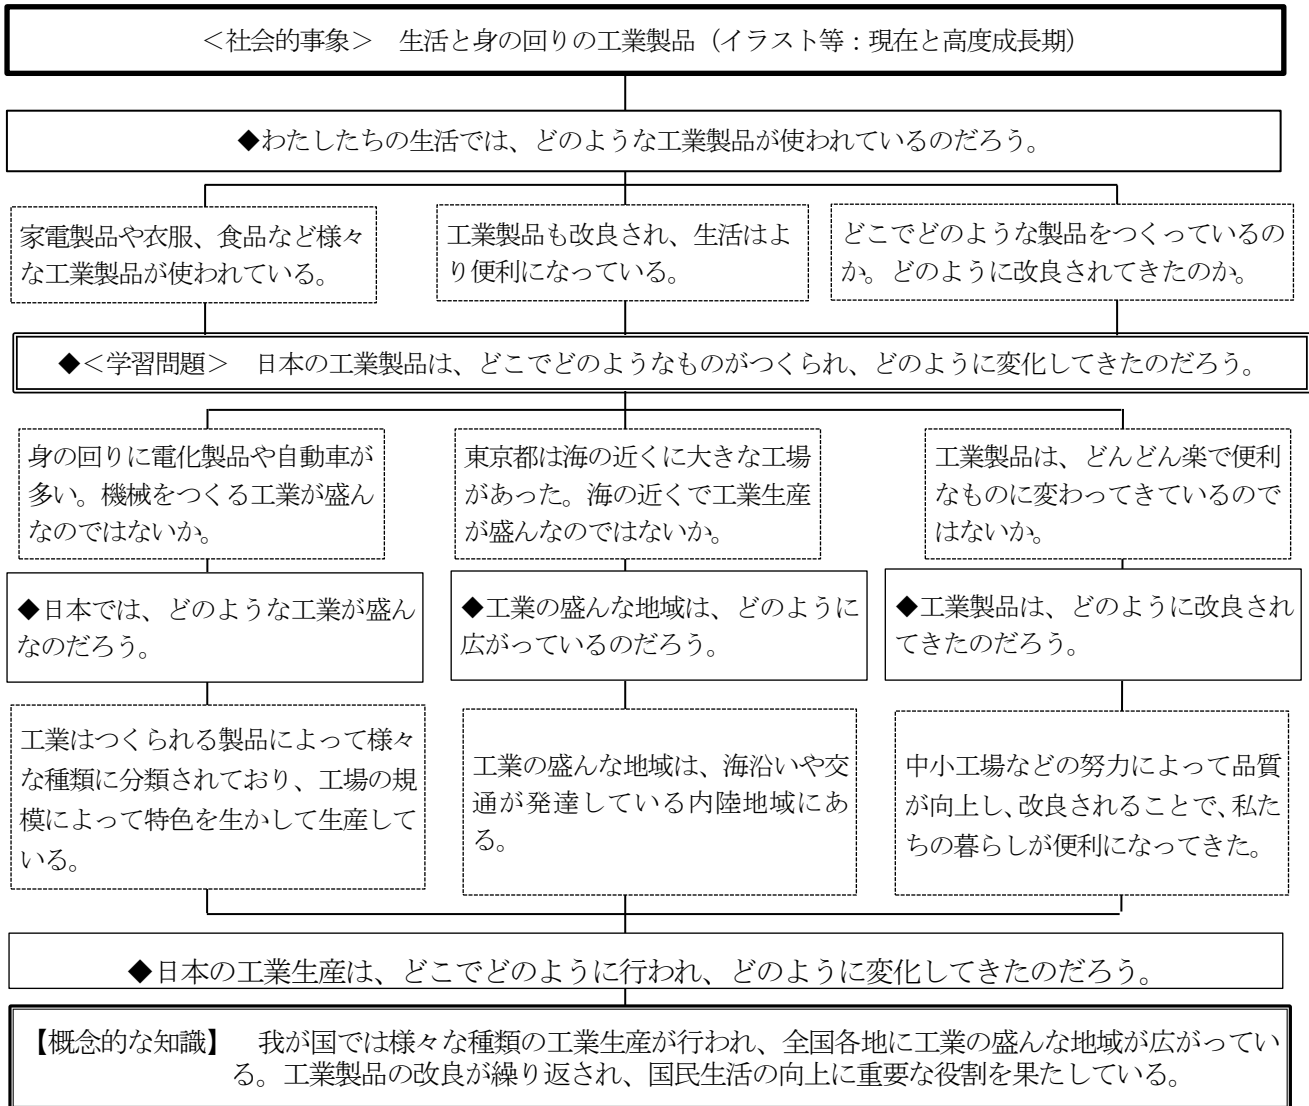 ＜社会的事象＞　生活と身の回りの工業製品（イラスト等：現在と高度成長期）
◆わたしたちの生活では、どのような工業製品が使われているのだろう。
家電製品や衣服、食品など様々
な工業製品が使われている。
工業製品も改良され、生活はよ
り便利になっている。
どこでどのような製品をつくっているの
か。どのように改良されてきたのか。
◆＜学習問題＞　日本の工業製品は、どこでどのようなものがつくられ、どのように変化してきたのだろう。
身の回りに電化製品や自動車が
多い。機械をつくる工業が盛ん
なのではないか。
東京都は海の近くに大きな工場
があった。海の近くで工業生産
が盛んなのではないか。
工業製品は、どんどん楽で便利
なものに変わってきているので
はないか。
◆日本では、どのような工業が盛ん
なのだろう。
◆工業の盛んな地域は、どのように
広がっているのだろう。
◆工業製品は、どのように改良され
てきたのだろう。
工業はつくられる製品によって様々
な種類に分類されており、工場の規
模によって特色を生かして生産して
いる。
工業の盛んな地域は、海沿いや交
通が発達している内陸地域にあ
る。
中小工場などの努力によって品質
が向上し、改良されることで、私た
ちの暮らしが便利になってきた。
◆日本の工業生産は、どこでどのように行われ、どのように変化してきたのだろう。
【概念的な知識】　我が国では様々な種類の工業生産が行われ、全国各地に工業の盛んな地域が広がってい
る。工業製品の改良が繰り返され、国民生活の向上に重要な役割を果たしている。